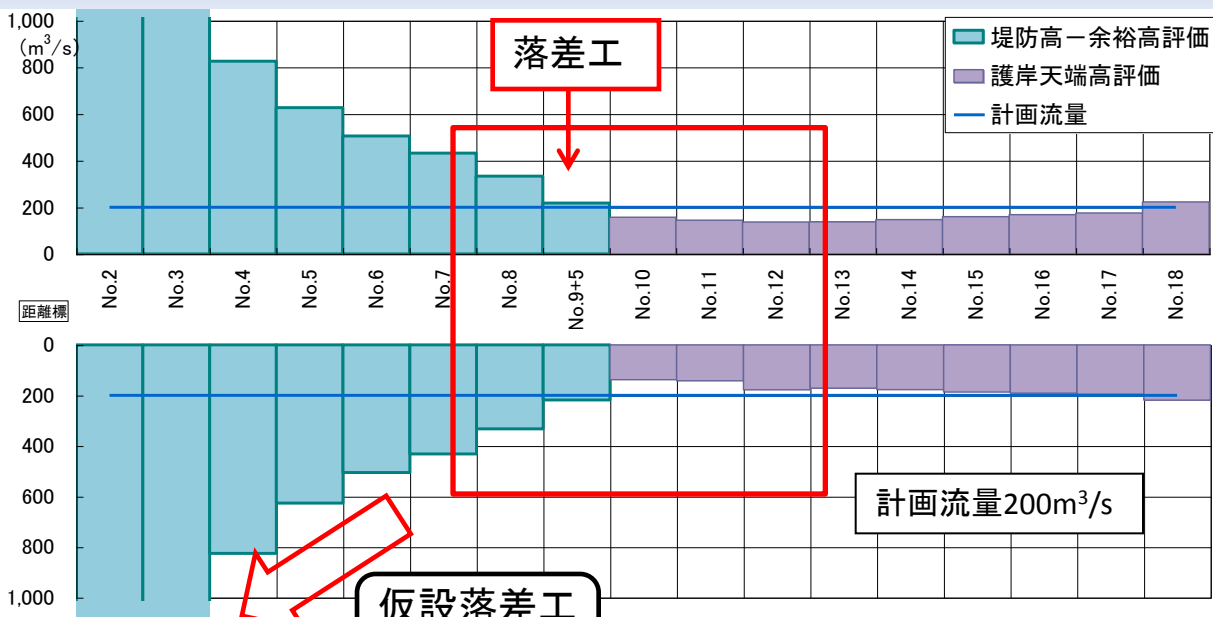 1,000
(m³/s)
800
600
400
200
0
落差工
堤防高－余裕高評価
護岸天端高評価
計画流量
距離標
No.2
No.3
No.4
No.5
No.6
No.7
No.8
No.9+5
No.10
No.11
No.12
No.13
No.14
No.15
No.16
No.17
No.18
0
200
400
600
800
1,000
計画流量200m³/s
仮設落差工